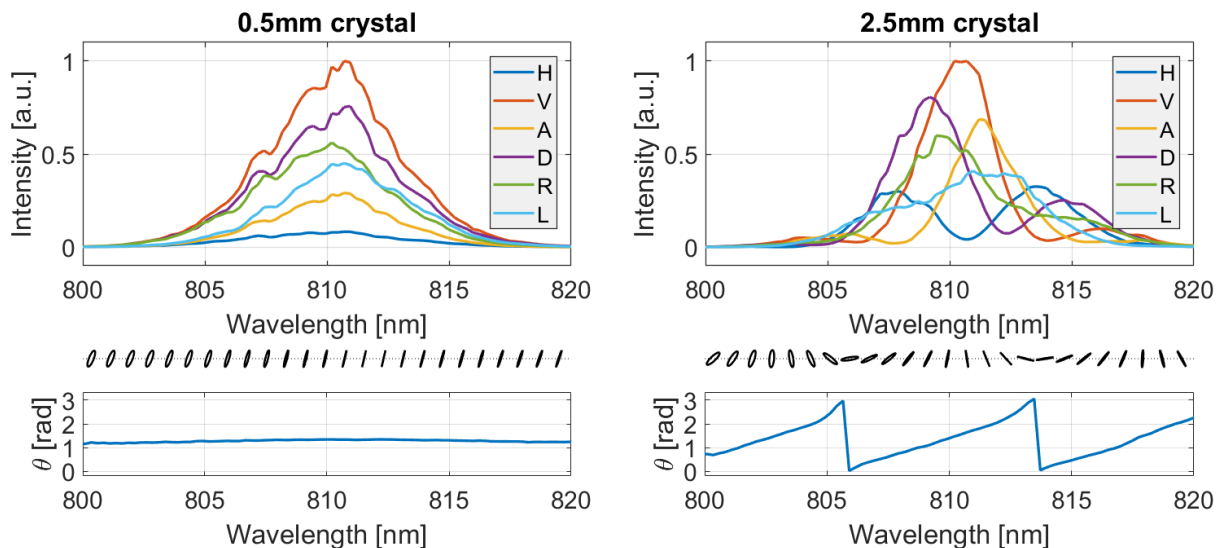 0.5mm crystal
Intensity [a.u.]
1
0.5
0
H
V
A
D
R
L
800 805 810 815 820
Wavelength [nm]
θ [rad]
3
2
1
0
800 805 810 815 820
Wavelength [nm]
2.5mm crystal
Intensity [a.u.]
1
0.5
0
H
V
A
D
R
L
800 805 810 815 820
Wavelength [nm]
θ [rad]
3
2
1
0
800 805 810 815 820
Wavelength [nm]